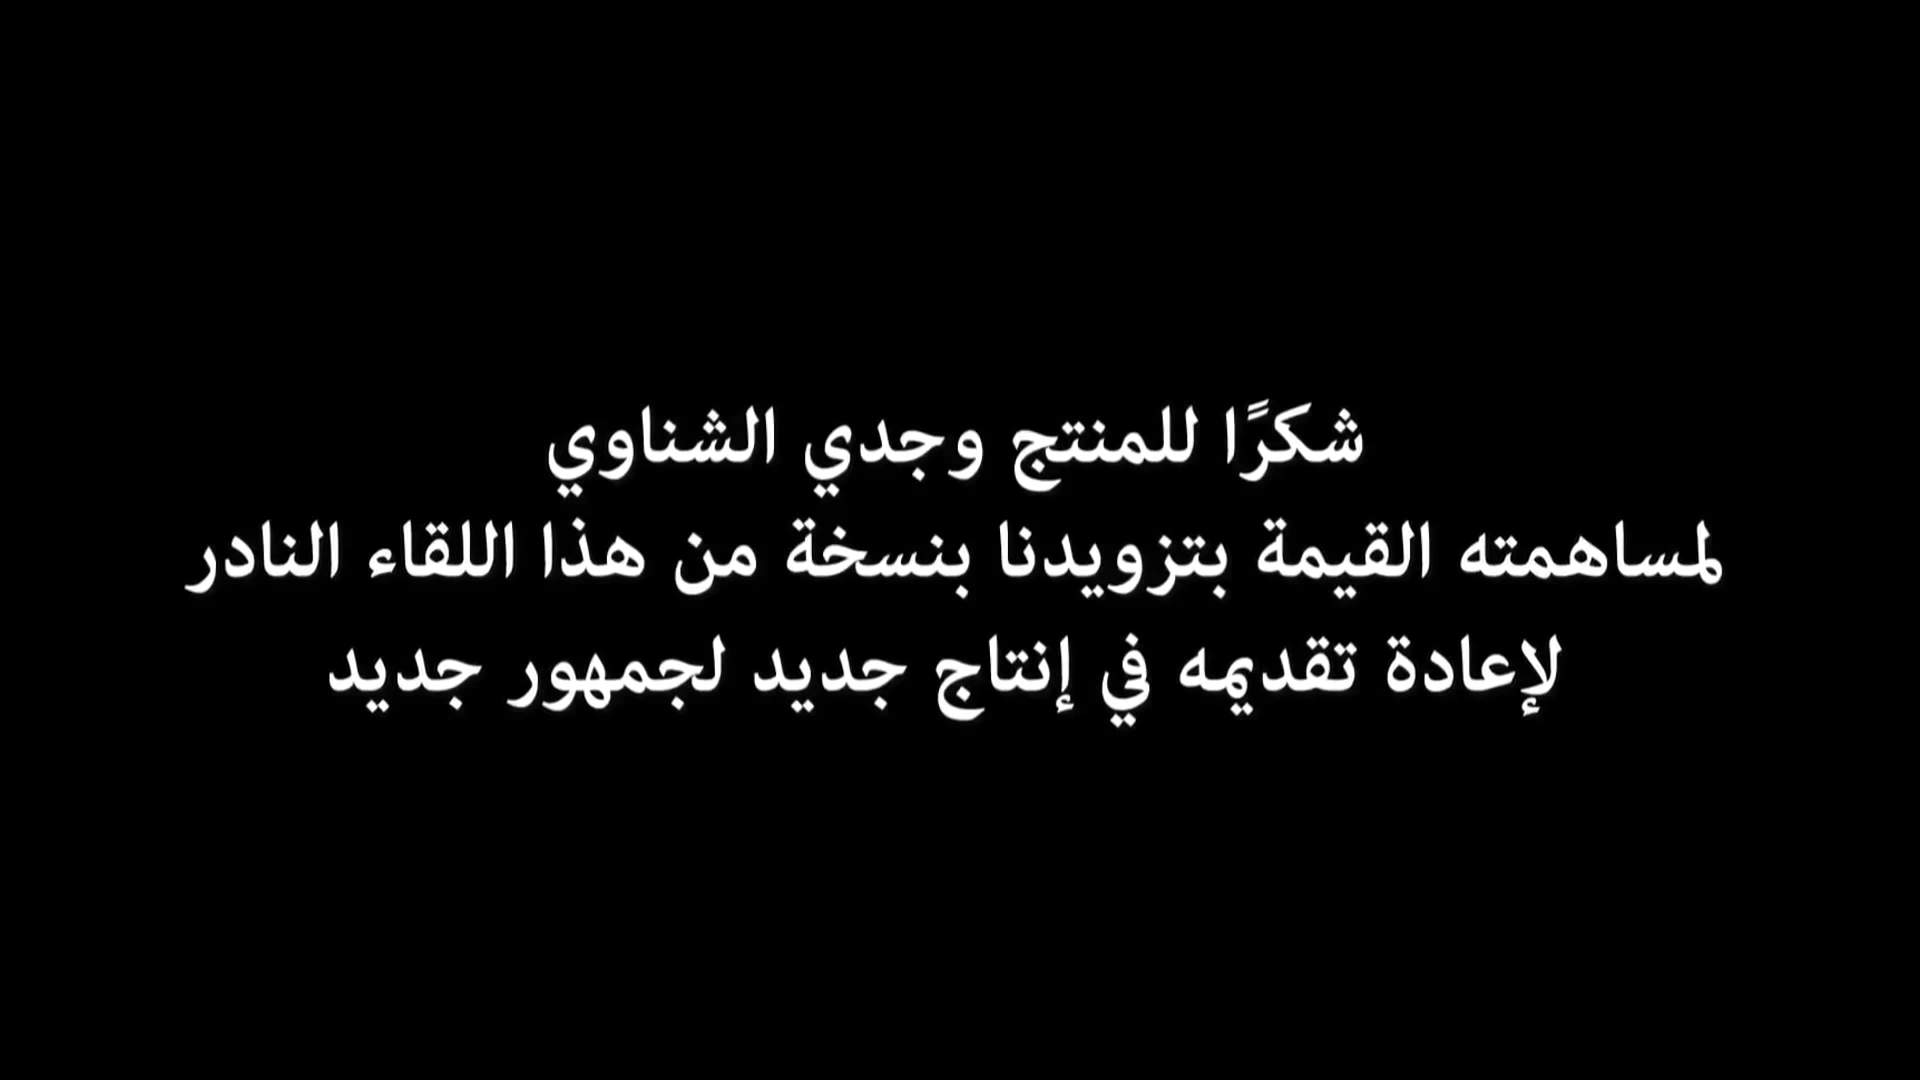 شكرًا للمنتج وجدي الشناوي
لمساهمته القيمة بتزويدنا بنسخة من هذا اللقاء النادر
لإعادة تقديمه في إنتاج جديد لجمهور جديد